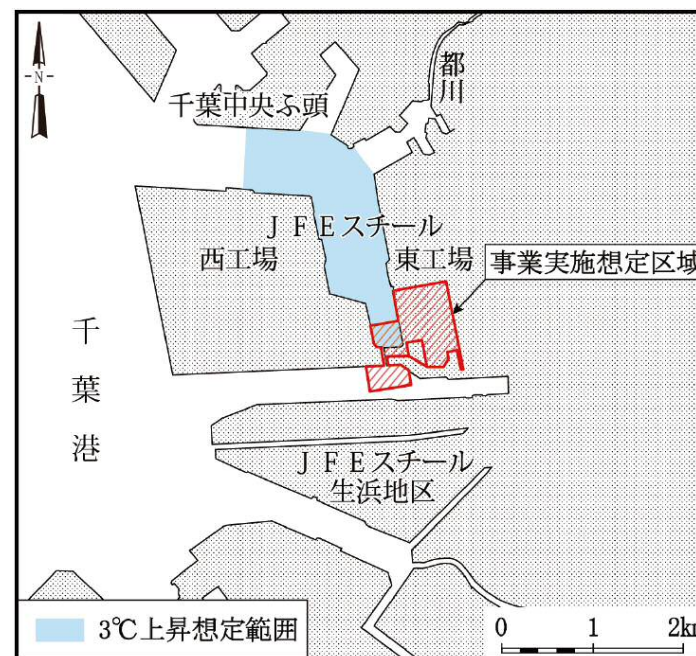 N
都川
千葉中央ふ頭
JFEスチール
西工場
東工場
事業実施想定区域
千葉港
JFEスチール
生浜地区
3℃上昇想定範囲
0 1 2km